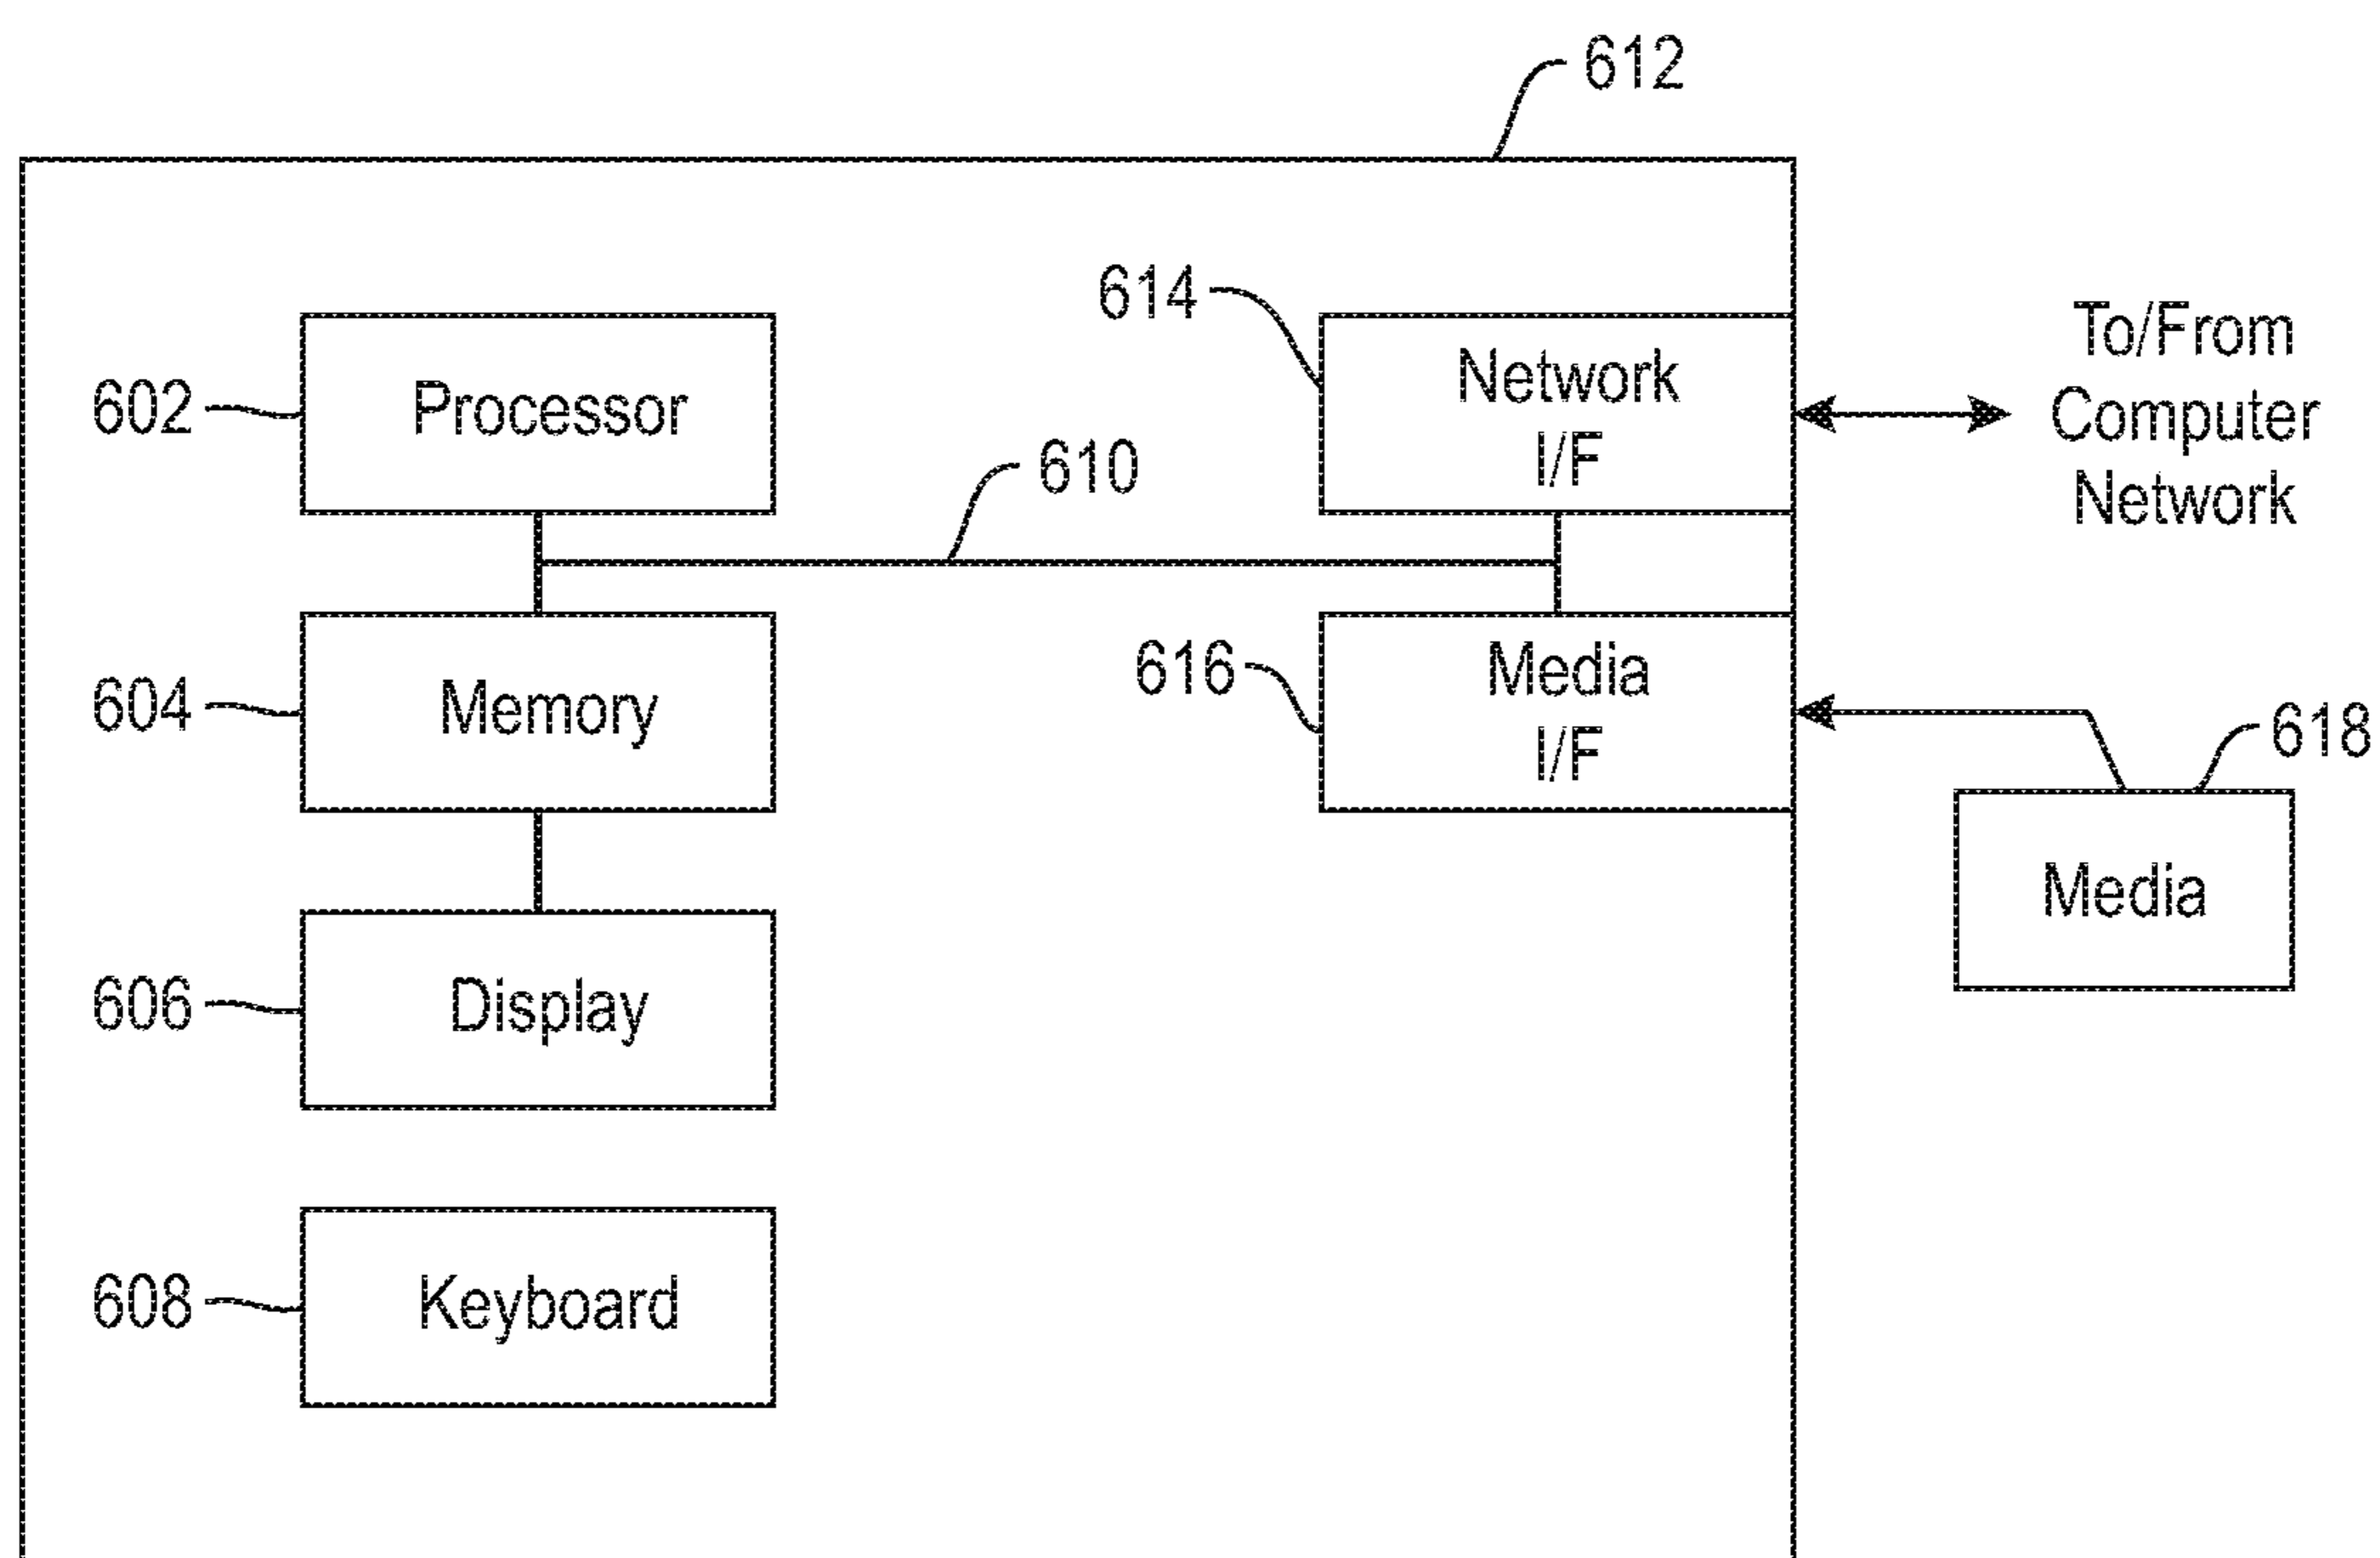 612
614
Network
I/F
To/From
Computer
Network
602
Processor
610
604
Memory
616
Media
I/F
618
Media
606
Display
608
Keyboard